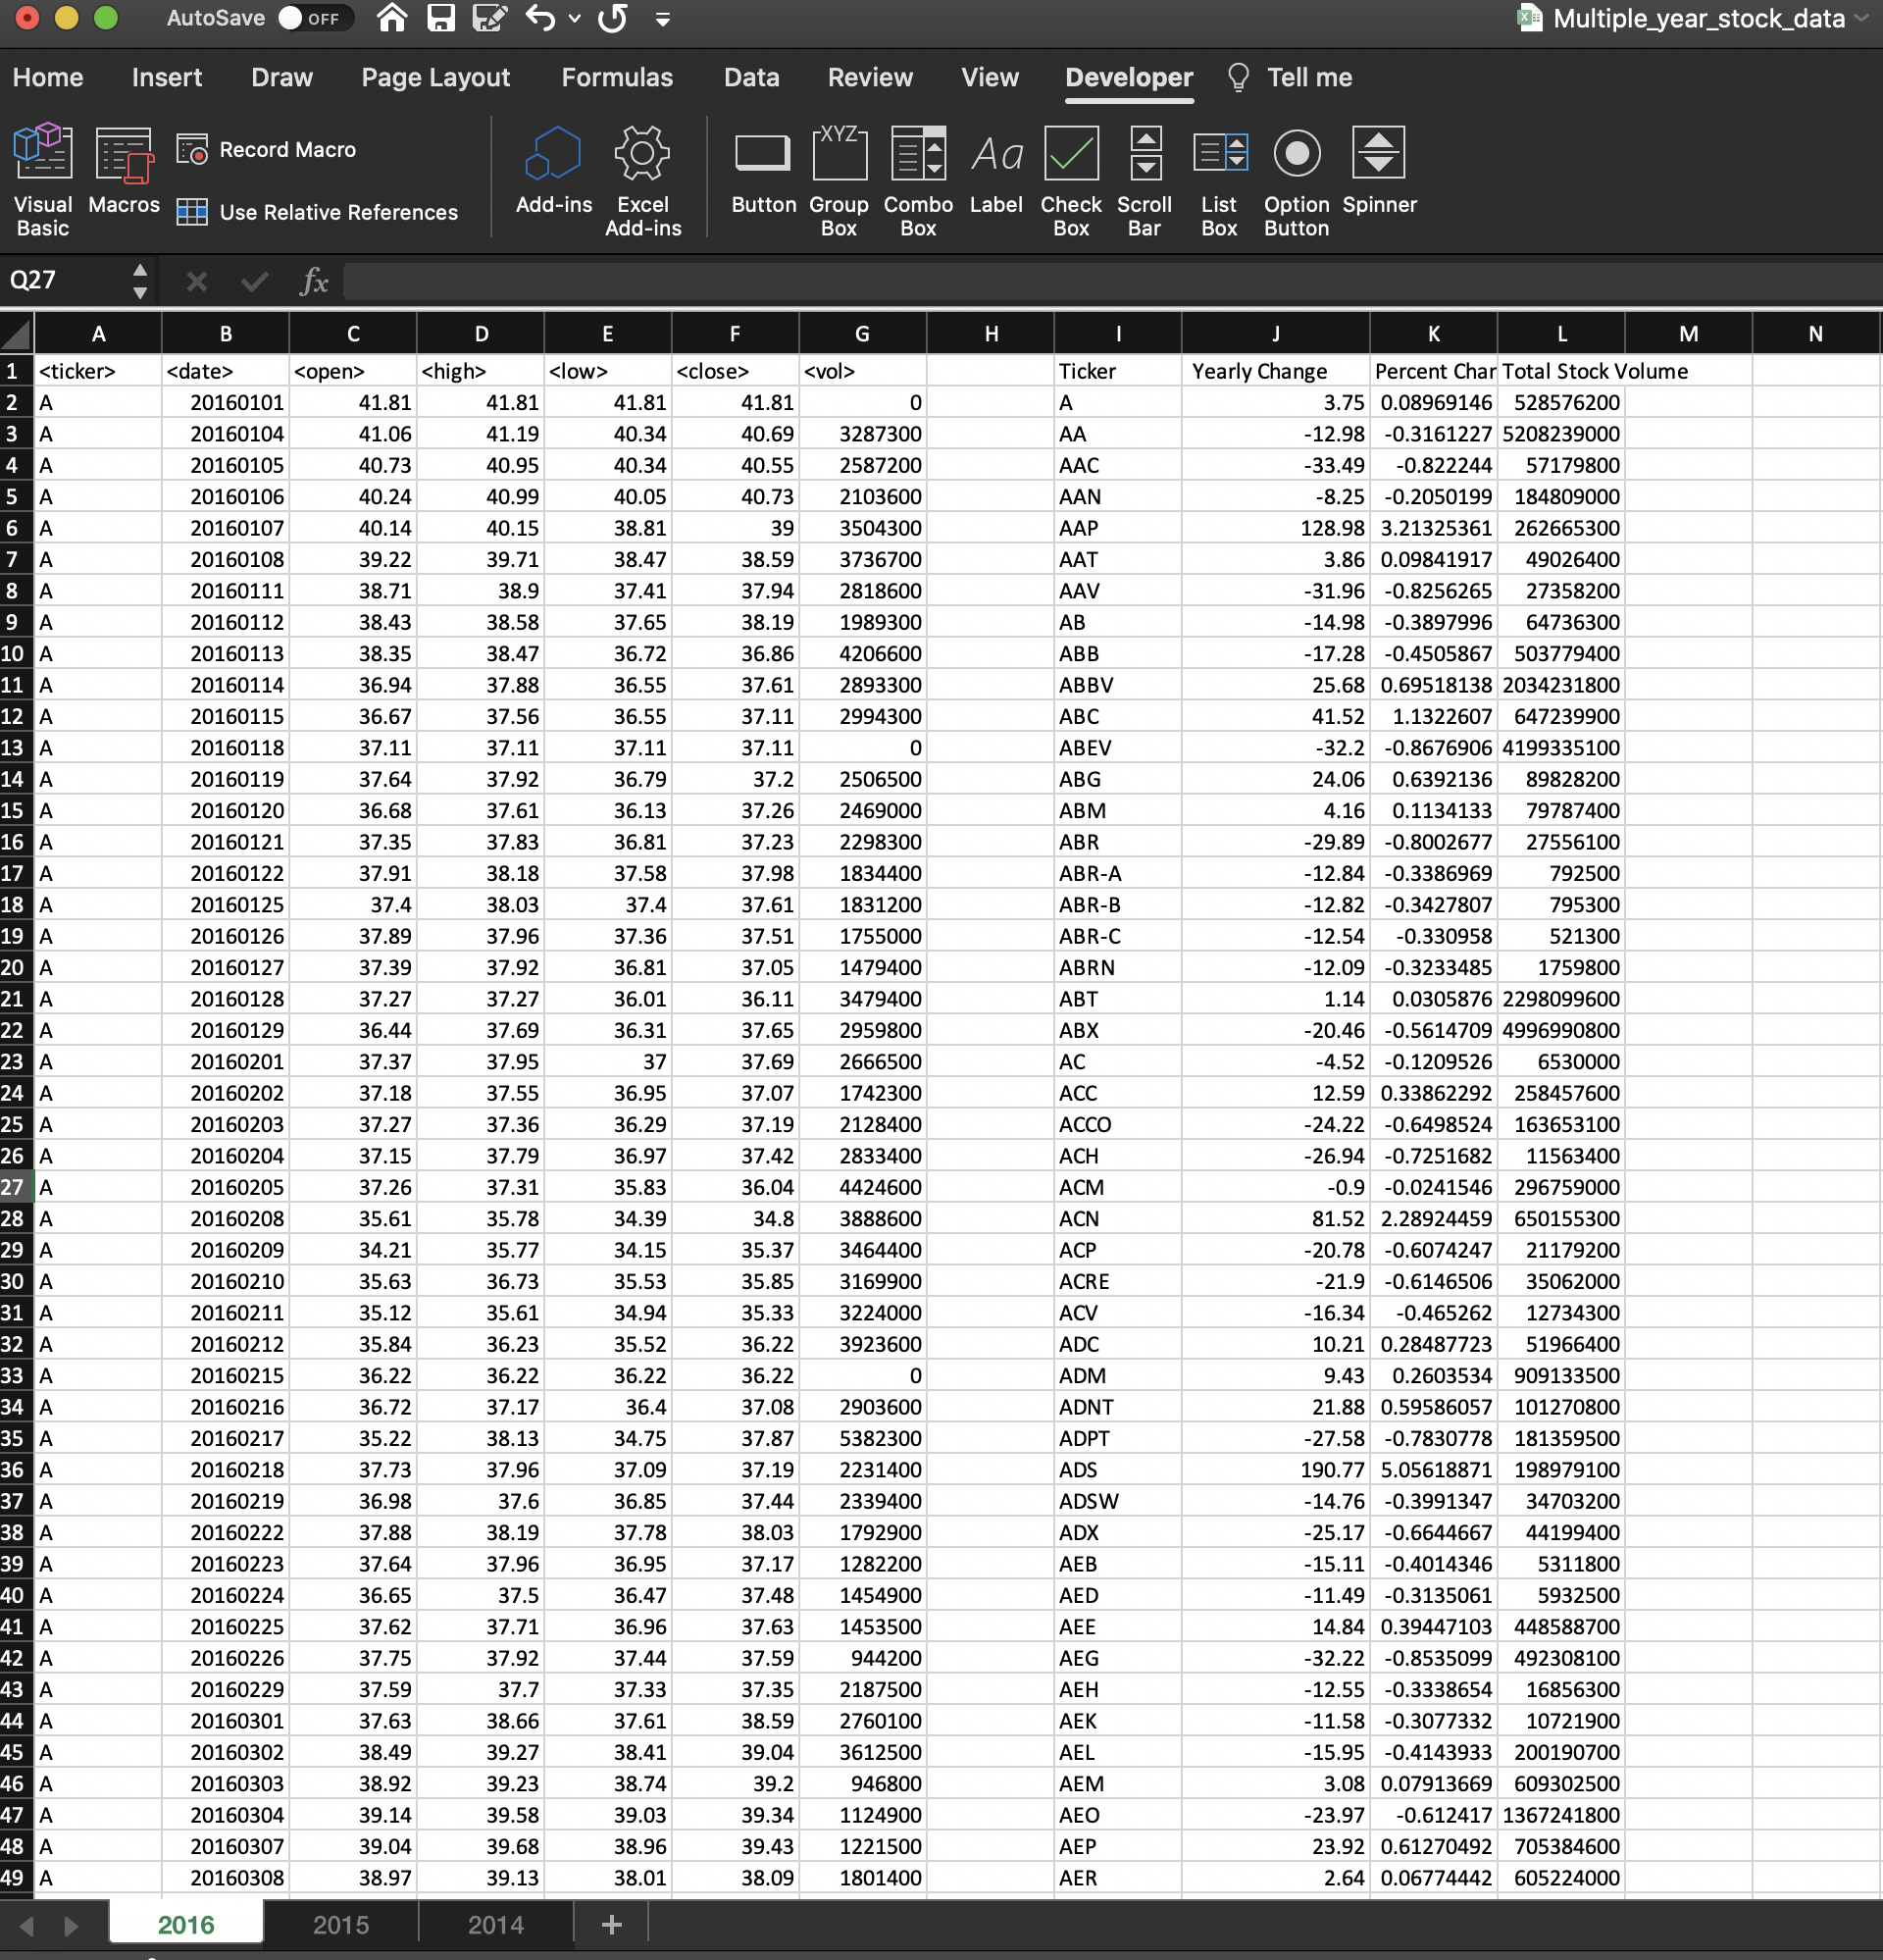 AutoSave OFF Multiple_year_stock_data
Home Insert Draw Page Layout Formulas Data Review View Developer Tell me
Visual Basic Macros Record Macro Use Relative References Add-ins Excel Add-ins Button Group Box Combo Box Label Check Box Scroll Bar List Box Option Button Spinner
XYZ Aa
Q27 fx
A B C D E F G H I J K L M N
1 <ticker> <date> <open> <high> <low> <close> <vol> Ticker Yearly Change Percent Char Total Stock Volume
2 A 20160101 41.81 41.81 41.81 41.81 0 A 3.75 0.08969146 528576200
3 A 20160104 41.06 41.19 40.34 40.69 3287300 AA -12.98 -0.3161227 5208239000
4 A 20160105 40.73 40.95 40.34 40.55 2587200 AAC -33.49 -0.822244 57179800
5 A 20160106 40.24 40.99 40.05 40.73 2103600 AAN -8.25 -0.2050199 184809000
6 A 20160107 40.14 40.15 38.81 39 3504300 AAP 128.98 3.21325361 262665300
7 A 20160108 39.22 39.71 38.47 38.59 3736700 AAT 3.86 0.09841917 49026400
8 A 20160111 38.71 38.9 37.41 37.94 2818600 AAV -31.96 -0.8256265 27358200
9 A 20160112 38.43 38.58 37.65 38.19 1989300 AB -14.98 -0.3897996 64736300
10 A 20160113 38.35 38.47 36.72 36.86 4206600 ABB -17.28 -0.4505867 503779400
11 A 20160114 36.94 37.88 36.55 37.61 2893300 ABBV 25.68 0.69518138 2034231800
12 A 20160115 36.67 37.56 36.55 37.11 2994300 ABC 41.52 1.1322607 647239900
13 A 20160118 37.11 37.11 37.11 37.11 0 ABEV -32.2 -0.8676906 4199335100
14 A 20160119 37.64 37.92 36.79 37.2 2506500 ABG 24.06 0.6392136 89828200
15 A 20160120 36.68 37.61 36.13 37.26 2469000 ABM 4.16 0.1134133 79787400
16 A 20160121 37.35 37.83 36.81 37.23 2298300 ABR -29.89 -0.8002677 27556100
17 A 20160122 37.91 38.18 37.58 37.98 1834400 ABR-A -12.84 -0.3386969 792500
18 A 20160125 37.4 38.03 37.4 37.61 1831200 ABR-B -12.82 -0.3427807 795300
19 A 20160126 37.89 37.96 37.36 37.51 1755000 ABR-C -12.54 -0.330958 521300
20 A 20160127 37.39 37.92 36.81 37.05 1479400 ABRN -12.09 -0.3233485 1759800
21 A 20160128 37.27 37.27 36.01 36.11 3479400 ABT 1.14 0.0305876 2298099600
22 A 20160129 36.44 37.69 36.31 37.65 2959800 ABX -20.46 -0.5614709 4996990800
23 A 20160201 37.37 37.95 37 37.69 2666500 AC -4.52 -0.1209526 6530000
24 A 20160202 37.18 37.55 36.95 37.07 1742300 ACC 12.59 0.33862292 258457600
25 A 20160203 37.27 37.36 36.29 37.19 2128400 ACCO -24.22 -0.6498524 163653100
26 A 20160204 37.15 37.79 36.97 37.42 2833400 ACH -26.94 -0.7251682 11563400
27 A 20160205 37.26 37.31 35.83 36.04 4424600 ACM -0.9 -0.0241546 296759000
28 A 20160208 35.61 35.78 34.39 34.8 3888600 ACN 81.52 2.28924459 650155300
29 A 20160209 34.21 35.77 34.15 35.37 3464400 ACP -20.78 -0.6074247 21179200
30 A 20160210 35.63 36.73 35.53 35.85 3169900 ACRE -21.9 -0.6146506 35062000
31 A 20160211 35.12 35.61 34.94 35.33 3224000 ACV -16.34 -0.465262 12734300
32 A 20160212 35.84 36.23 35.52 36.22 3923600 ADC 10.21 0.28487723 51966400
33 A 20160215 36.22 36.22 36.22 36.22 0 ADM 9.43 0.2603534 909133500
34 A 20160216 36.72 37.17 36.4 37.08 2903600 ADNT 21.88 0.59586057 101270800
35 A 20160217 35.22 38.13 34.75 37.87 5382300 ADPT -27.58 -0.7830778 181359500
36 A 20160218 37.73 37.96 37.09 37.19 2231400 ADS 190.77 5.05618871 198979100
37 A 20160219 36.98 37.6 36.85 37.44 2339400 ADSW -14.76 -0.3991347 34703200
38 A 20160222 37.88 38.19 37.78 38.03 1792900 ADX -25.17 -0.6644667 44199400
39 A 20160223 37.64 37.96 36.95 37.17 1282200 AEB -15.11 -0.4014346 5311800
40 A 20160224 36.65 37.5 36.47 37.48 1454900 AED -11.49 -0.3135061 5932500
41 A 20160225 37.62 37.71 36.96 37.63 1453500 AEE 14.84 0.39447103 448588700
42 A 20160226 37.75 37.92 37.44 37.59 944200 AEG -32.22 -0.8535099 492308100
43 A 20160229 37.59 37.7 37.33 37.35 2187500 AEH -12.55 -0.3338654 16856300
44 A 20160301 37.63 38.66 37.61 38.59 2760100 AEK -11.58 -0.3077332 10721900
45 A 20160302 38.49 39.27 38.41 39.04 3612500 AEL -15.95 -0.4143933 200190700
46 A 20160303 38.92 39.23 38.74 39.2 946800 AEM 3.08 0.07913669 609302500
47 A 20160304 39.14 39.58 39.03 39.34 1124900 AEO -23.97 -0.612417 1367241800
48 A 20160307 39.04 39.68 38.96 39.43 1221500 AEP 23.92 0.61270492 705384600
49 A 20160308 38.97 39.13 38.01 38.09 1801400 AER 2.64 0.06774442 605224000
2016 2015 2014 +